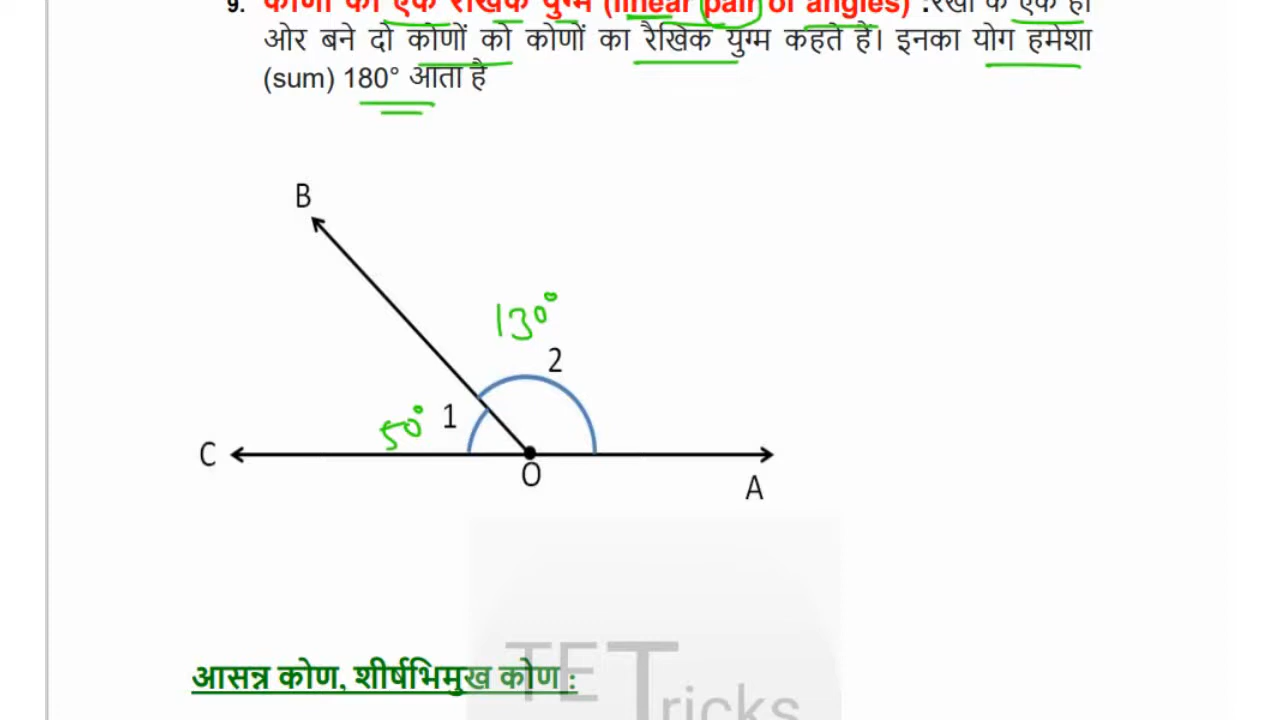 9. कोणों का एक रैखिक युग्म (linear pair of angles) :रेखा के एक ही
ओर बने दो कोणों को कोणों का रैखिक युग्म कहते हैं। इनका योग हमेशा
(sum) 180° आता है
B
130°
2
50° 1
C
O
A
आसन्न कोण, शीर्षभिमुख कोण :
TETricks